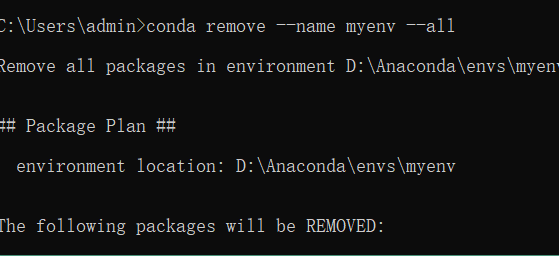 C:\Users\admin>conda remove --name myenv --all
Remove all packages in environment D:\Anaconda\envs\myenv
## Package Plan ##
environment location: D:\Anaconda\envs\myenv
The following packages will be REMOVED: